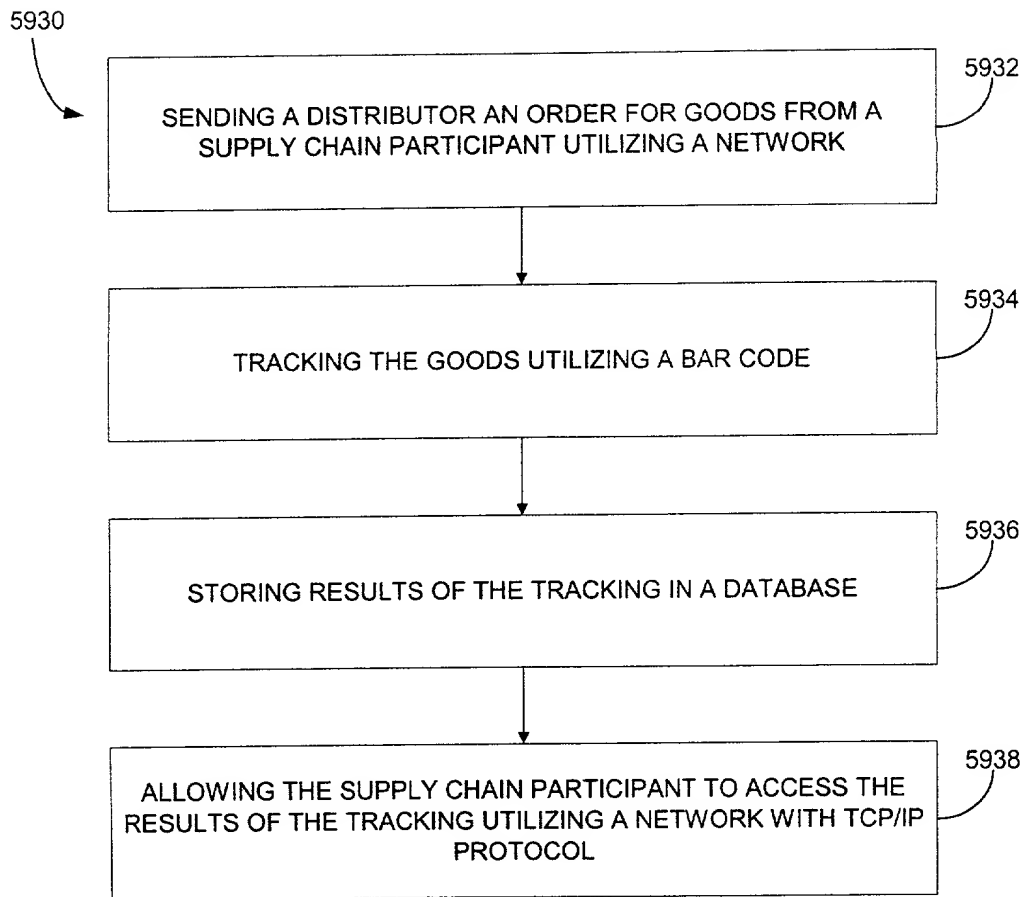 5930
5932
SENDING A DISTRIBUTOR AN ORDER FOR GOODS FROM A
SUPPLY CHAIN PARTICIPANT UTILIZING A NETWORK
5934
TRACKING THE GOODS UTILIZING A BAR CODE
5936
STORING RESULTS OF THE TRACKING IN A DATABASE
5938
ALLOWING THE SUPPLY CHAIN PARTICIPANT TO ACCESS THE
RESULTS OF THE TRACKING UTILIZING A NETWORK WITH TCP/IP
PROTOCOL